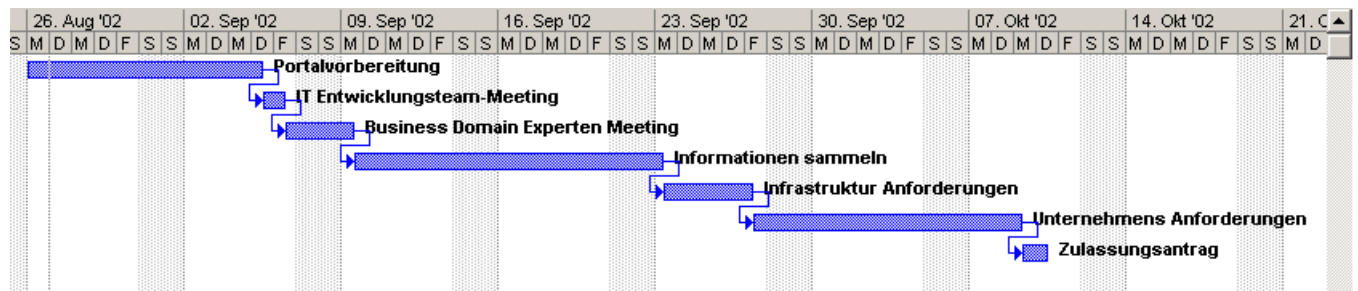 26. Aug '02 02. Sep '02 09. Sep '02 16. Sep '02 23. Sep '02 30. Sep '02 07. Okt '02 14. Okt '02 21.
S M D M D F S S M D M D F S S M D M D F S S M D M D F S S M D M D F S S M D M D F S S M D M D F S S M D M D F S S M D
Portalvorbereitung
IT Entwicklungsteam-Meeting
Business Domain Experten Meeting
Informationen sammeln
Infrastruktur Anforderungen
Unternehmens Anforderungen
Zulassungsantrag